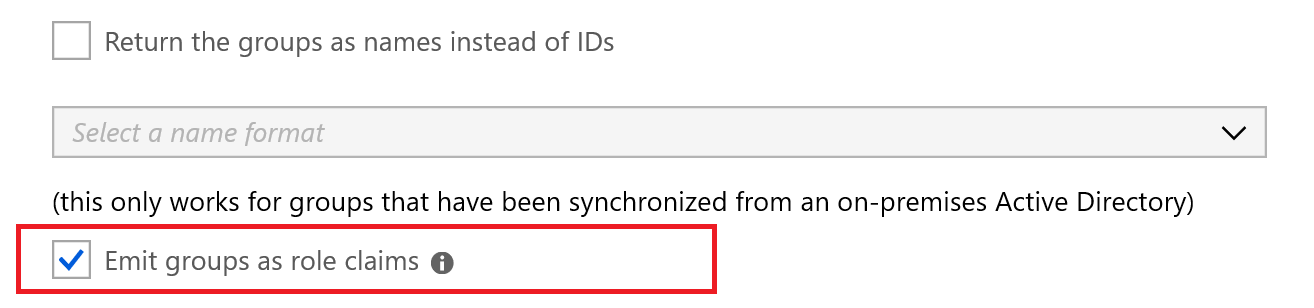 Return the groups as names instead of IDs
Select a name format
(this only works for groups that have been synchronized from an on-premises Active Directory)
Emit groups as role claims